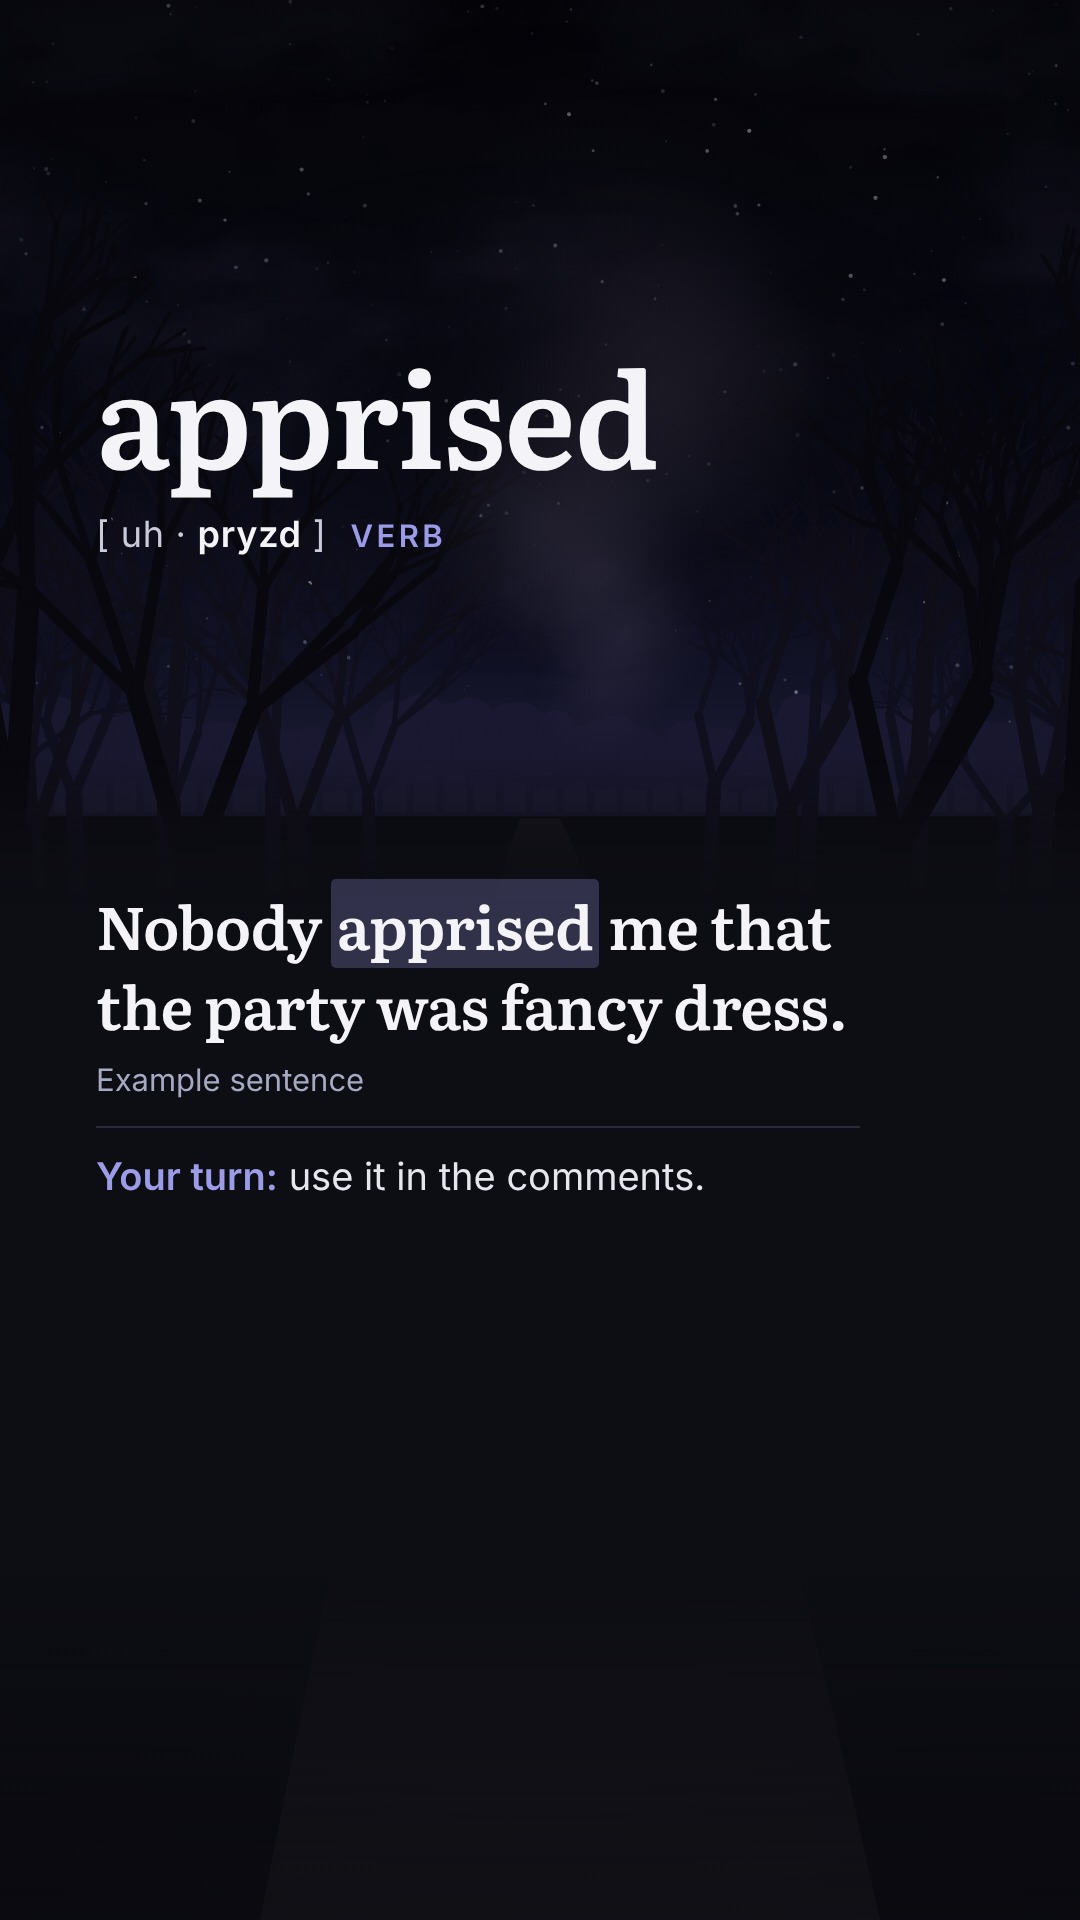 apprised
[ uh · pryzd ] VERB
Nobody apprised me that
the party was fancy dress.
Example sentence
Your turn: use it in the comments.